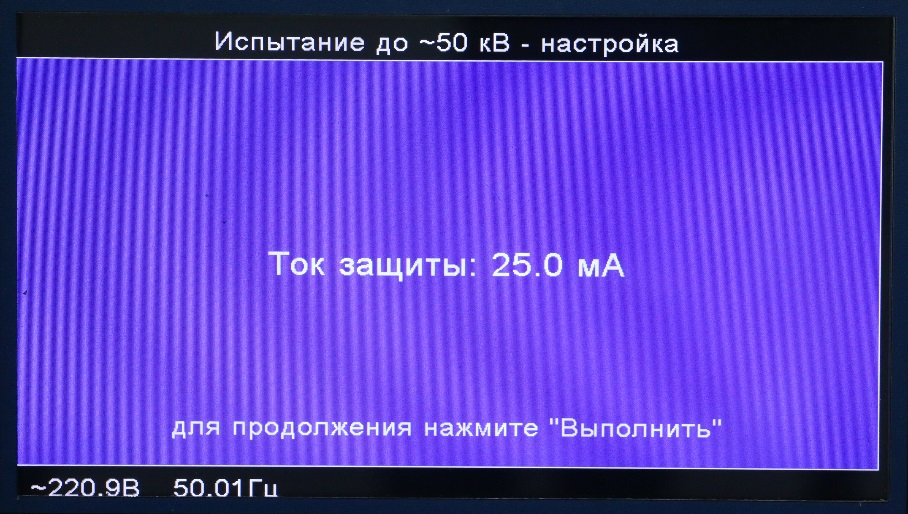 Испытание до ~50 кВ - настройка
Ток защиты: 25.0 мА
для продолжения нажмите "Выполнить"
~220.9В 50.01Гц